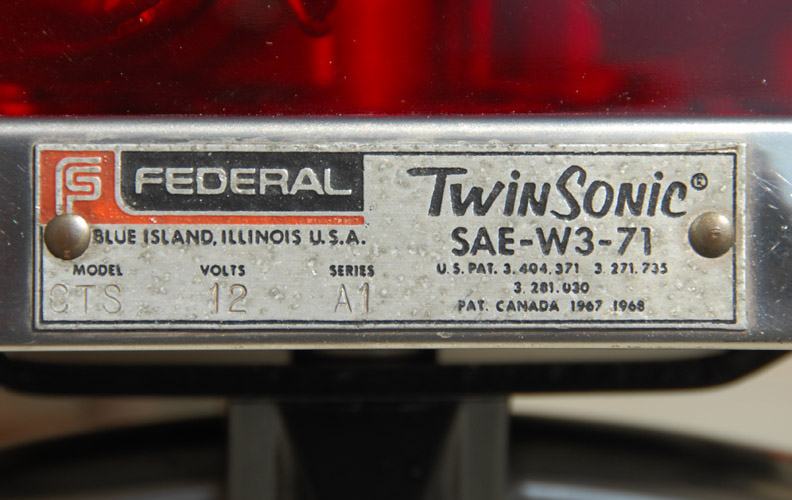 FS FEDERAL
BLUE ISLAND, ILLINOIS U.S.A.
MODEL VOLTS SERIES
CTS 12 A1
TWINSONIC®
SAE-W3-71
U.S. PAT. 3.404.371 3.271.735
3.281.030
PAT. CANADA 1967 1968